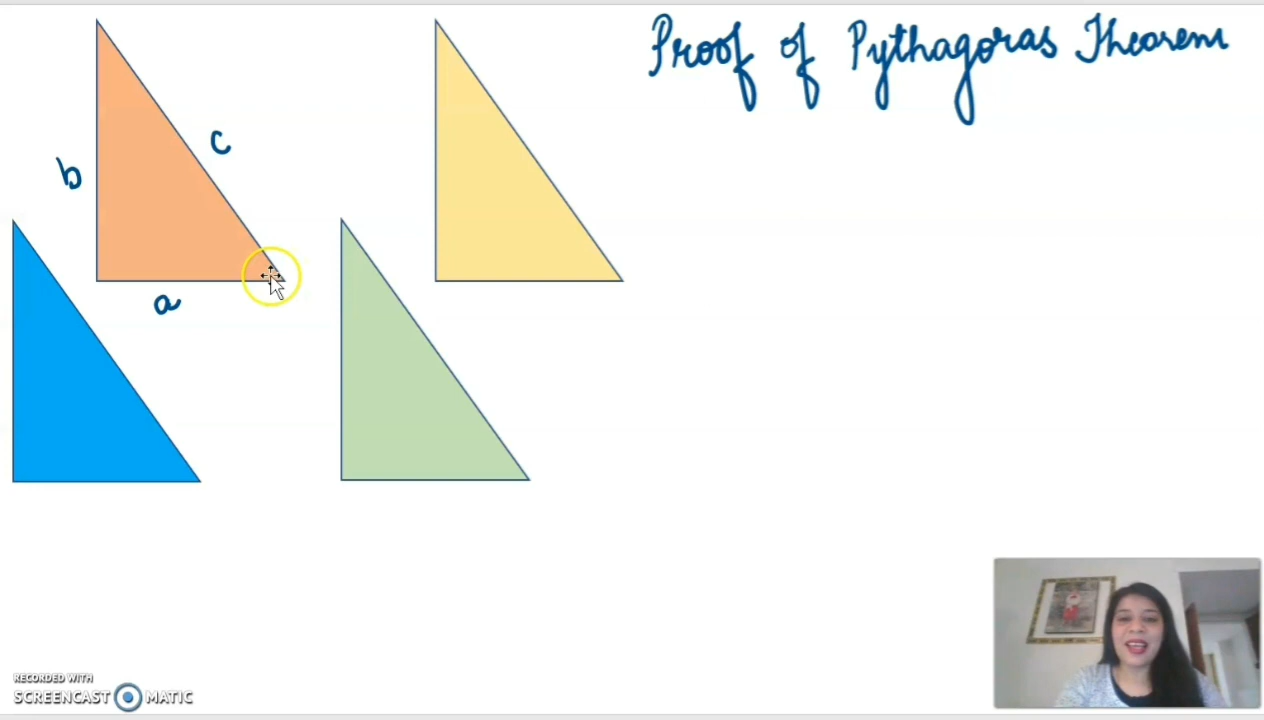 Proof of Pythagoras Theorem
c
b
a
RECORDED WITH
SCREENCAST MATIC